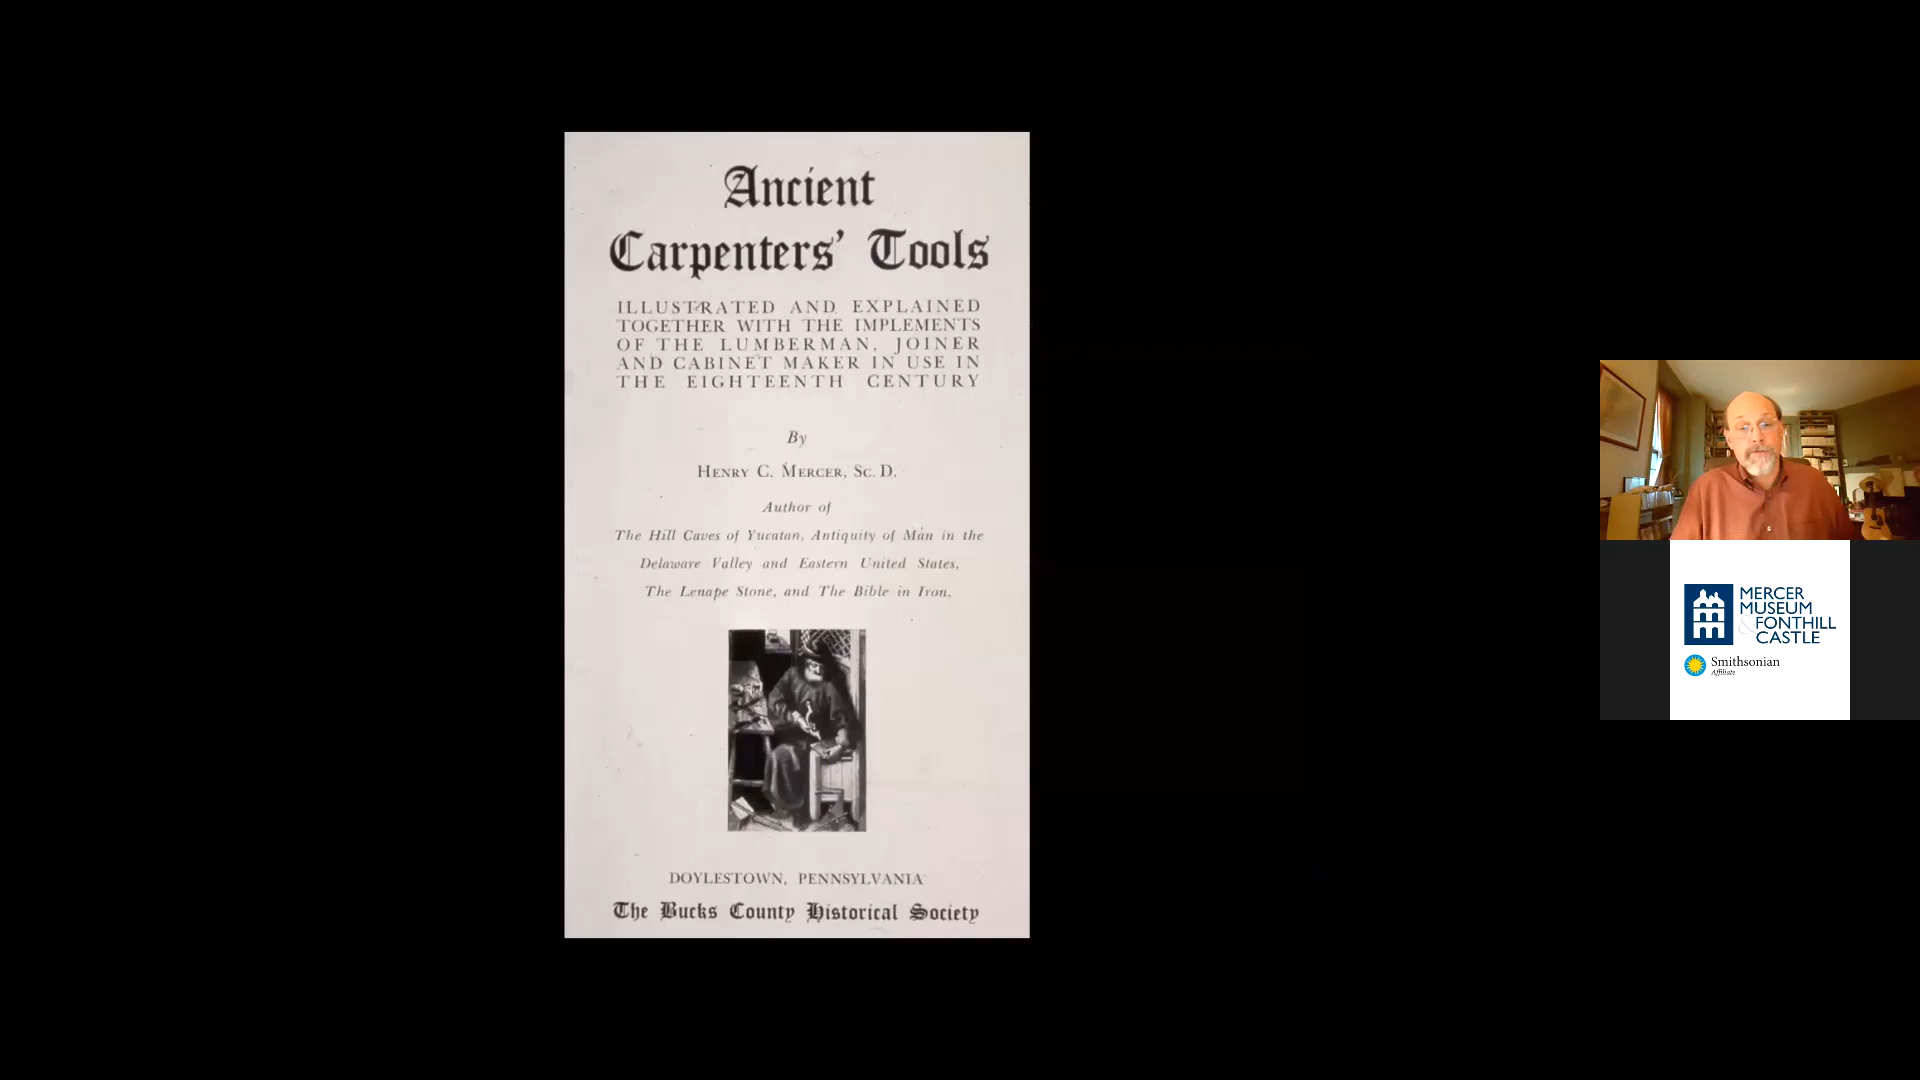 Ancient
Carpenters' Tools
ILLUSTRATED AND EXPLAINED
TOGETHER WITH THE IMPLEMENTS
OF THE LUMBERMAN, JOINER
AND CABINET MAKER IN USE IN
THE EIGHTEENTH CENTURY
By
HENRY C. MERCER, SC. D.
Author of
The Hill Caves of Yucatan, Antiquity of Man in the
Delaware Valley and Eastern United States,
The Lenape Stone, and The Bible in Iron.
DOYLESTOWN, PENNSYLVANIA
The Bucks County Historical Society
MERCER
MUSEUM
& FONTHILL
CASTLE
Smithsonian
Affiliate